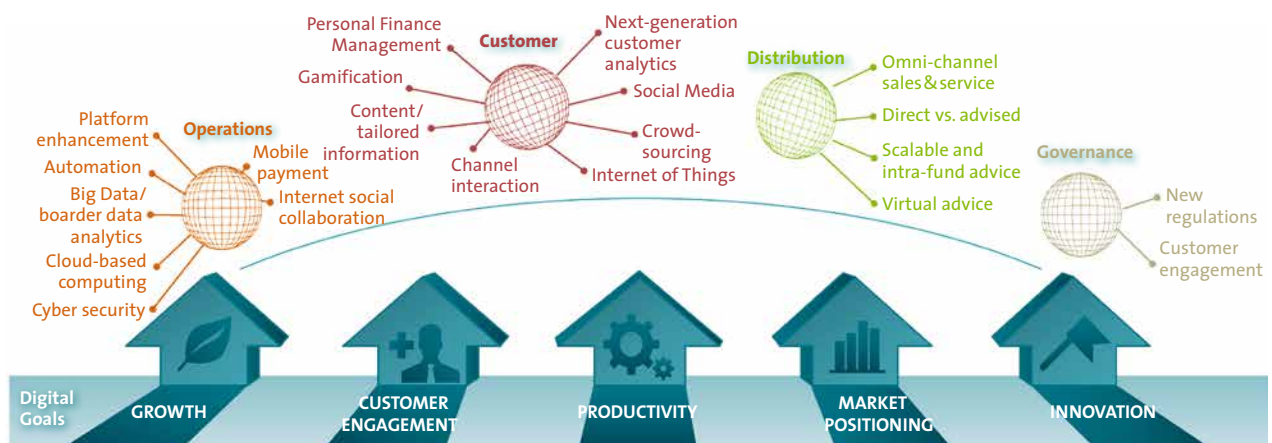 Operations
Platform
enhancement
Automation
Big Data/
boarder data
analytics
Cloud-based
computing
Cyber security
Mobile
payment
Internet social
collaboration
Customer
Personal Finance
Management
Gamification
Content/
tailored
information
Channel
interaction
Next-generation
customer
analytics
Social Media
Crowd-
sourcing
Internet of Things
Distribution
Omni-channel
sales & service
Direct vs. advised
Scalable and
intra-fund advice
Virtual advice
Governance
New
regulations
Customer
engagement
Digital
Goals
GROWTH
CUSTOMER
ENGAGEMENT
PRODUCTIVITY
MARKET
POSITIONING
INNOVATION